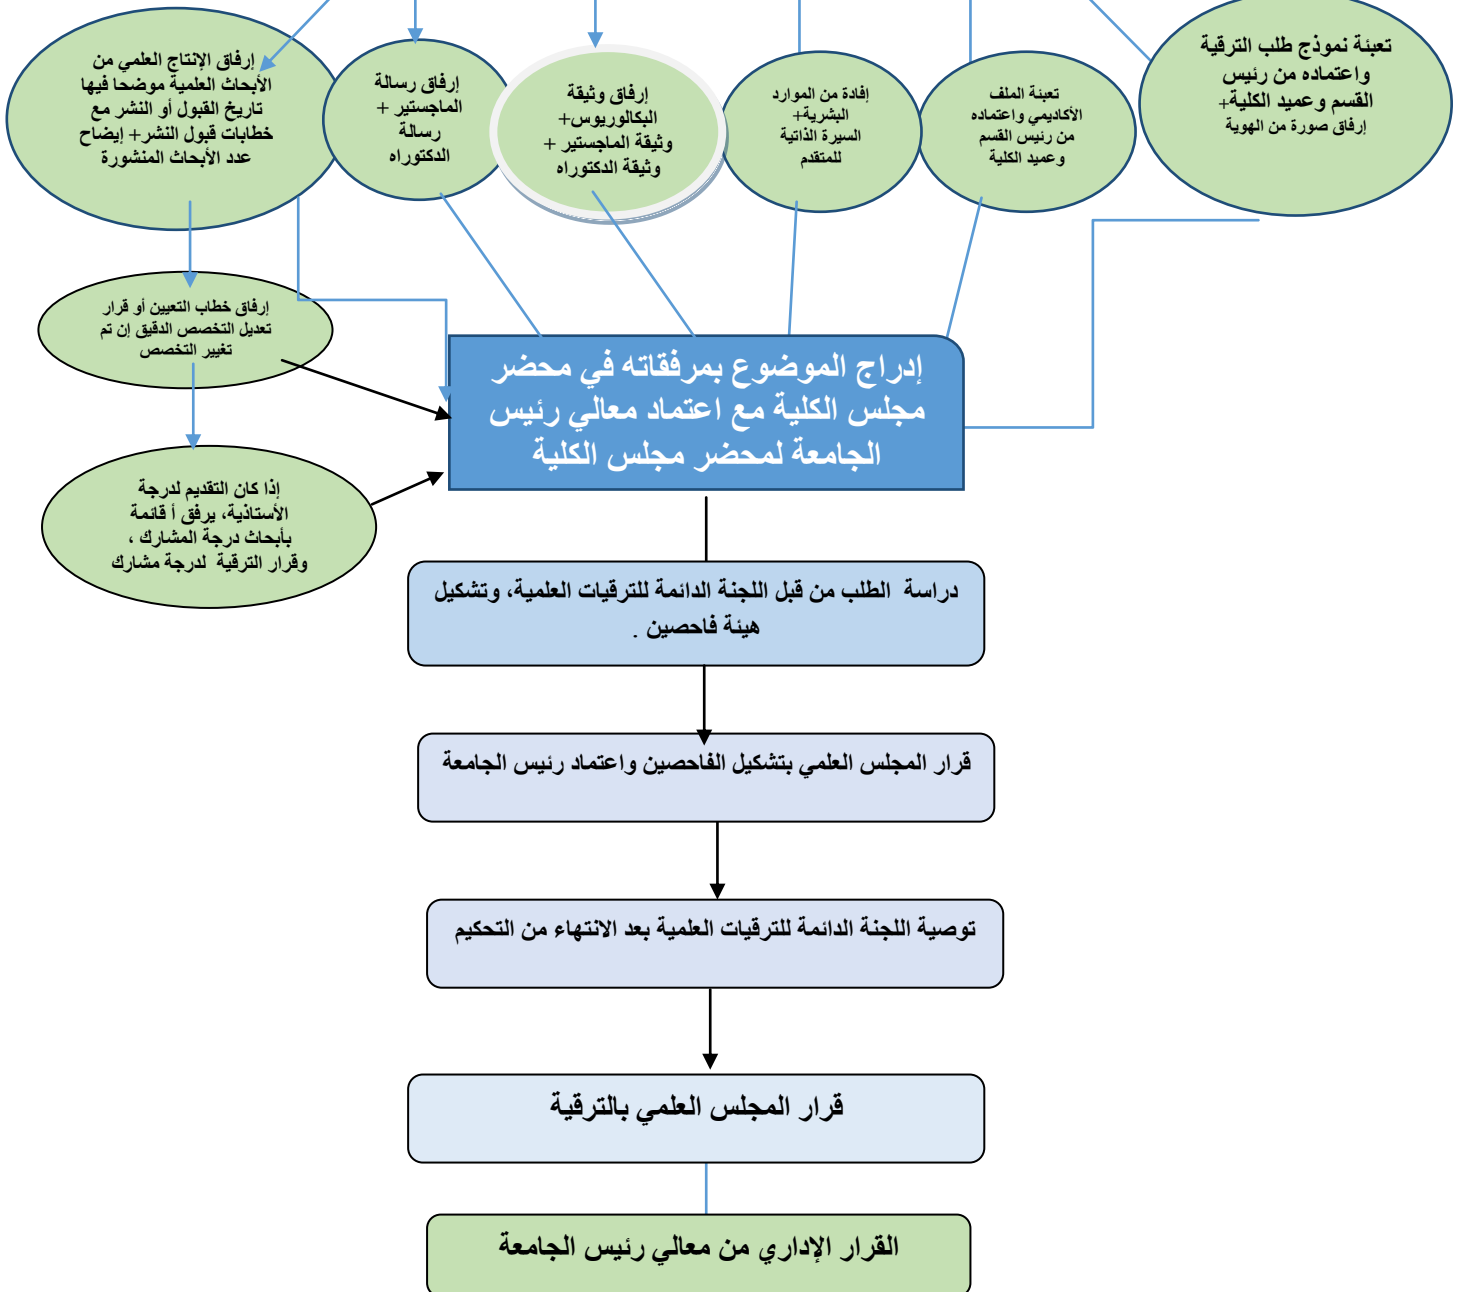 تعبئة نموذج طلب الترقية
واعتماده من رئيس
القسم وعميد الكلية+
إرفاق صورة من الهوية
تعبئة الملف
الأكاديمي واعتماده
من رئيس القسم
وعميد الكلية
إفادة من الموارد
البشرية+
السيرة الذاتية
للمتقدم
إرفاق وثيقة
البكالوريوس+
وثيقة الماجستير +
وثيقة الدكتوراه
إرفاق رسالة
الماجستير +
رسالة
الدكتوراه
إرفاق الإنتاج العلمي من
الأبحاث العلمية موضحا فيها
تاريخ القبول أو النشر مع
خطابات قبول النشر+ إيضاح
عدد الأبحاث المنشورة
إرفاق خطاب التعيين أو قرار
تعديل التخصص الدقيق إن تم
تغيير التخصص
إذا كان التقديم لدرجة
الأستاذية، يرفق أ قائمة
بأبحاث درجة المشارك ،
وقرار الترقية لدرجة مشارك
إدراج الموضوع بمرفقاته في محضر
مجلس الكلية مع اعتماد معالي رئيس
الجامعة لمحضر مجلس الكلية
دراسة الطلب من قبل اللجنة الدائمة للترقيات العلمية، وتشكيل
هيئة فاحصين .
قرار المجلس العلمي بتشكيل الفاحصين واعتماد رئيس الجامعة
توصية اللجنة الدائمة للترقيات العلمية بعد الانتهاء من التحكيم
قرار المجلس العلمي بالترقية
القرار الإداري من معالي رئيس الجامعة